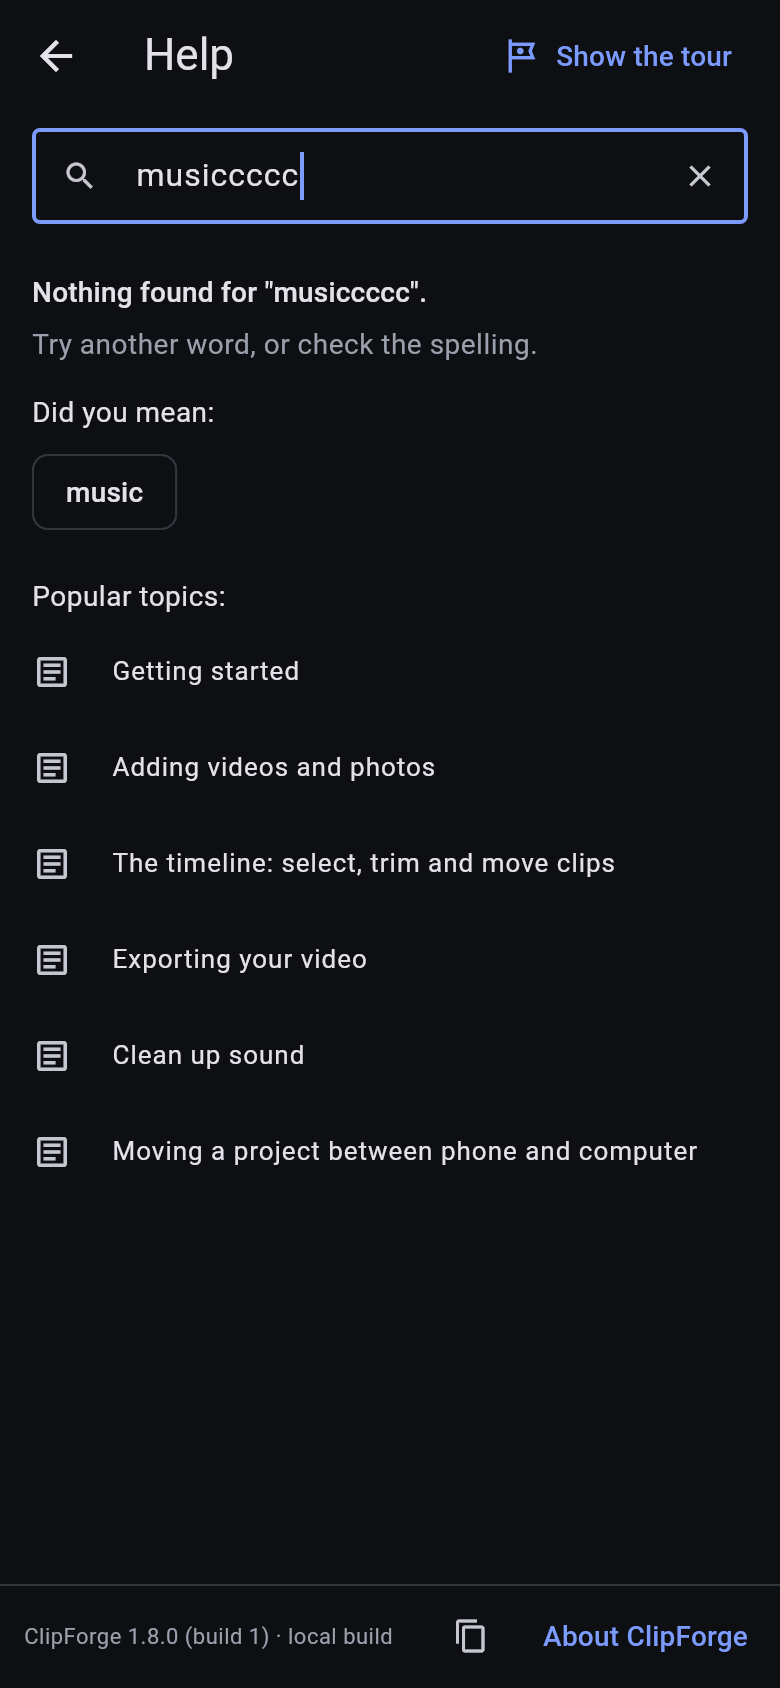 Help
Show the tour
musiccccc
Nothing found for "musiccccc".
Try another word, or check the spelling.
Did you mean:
music
Popular topics:
Getting started
Adding videos and photos
The timeline: select, trim and move clips
Exporting your video
Clean up sound
Moving a project between phone and computer
ClipForge 1.8.0 (build 1) · local build
About ClipForge